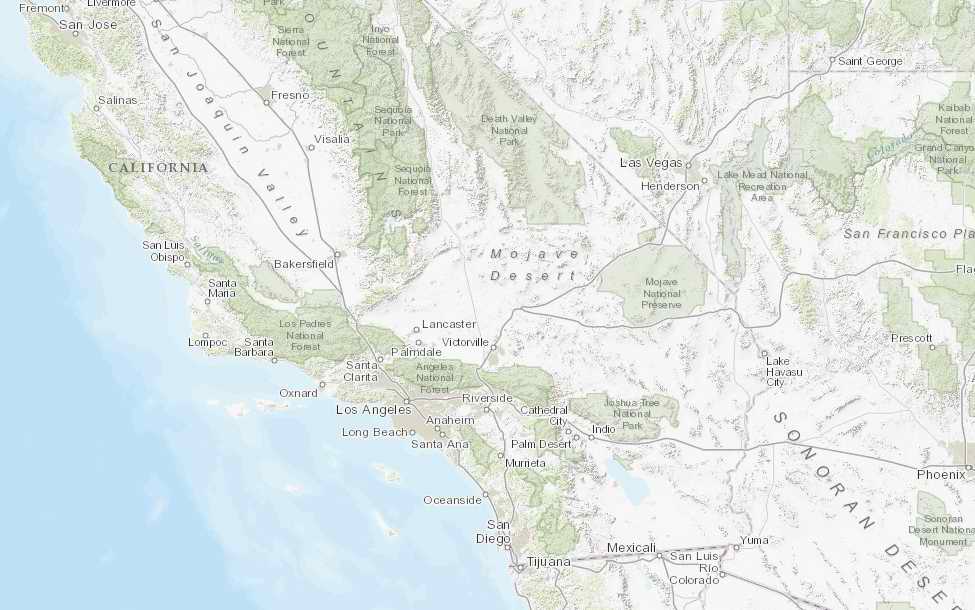 Fremont
Livermore
San Jose
Park
Sierra
National
Forest
Inyo
National
Forest
Saint George
Salinas
San Joaquin Valley
Fresno
Visalia
Sequoia
National
Park
Sequoia
National
Forest
Death Valley
National
Park
Las Vegas
Henderson
Lake Mead National
Recreation
Area
Kaibab
National
Forest
Grand Canyon
National
Park
CALIFORNIA
San Luis
Obispo
Bakersfield
Mojave
Desert
San Francisco Pla
Santa
Maria
Mojave
National
Preserve
Flag
Los Padres
National
Forest
Lancaster
Victorville
Prescott
Lompoc
Santa
Barbara
Palmdale
Santa
Clarita
Angeles
National
Forest
Lake
Havasu
City
Oxnard
Los Angeles
Riverside
Cathedral
City
Joshua Tree
National
Park
Anaheim
Long Beach
Santa Ana
Palm Desert
Indio
Murrieta
Phoenix
SONORAN DESER
Oceanside
San
Diego
Sonoran
Desert National
Monument
Tijuana
Mexicali
San Luis
Río
Colorado
Yuma